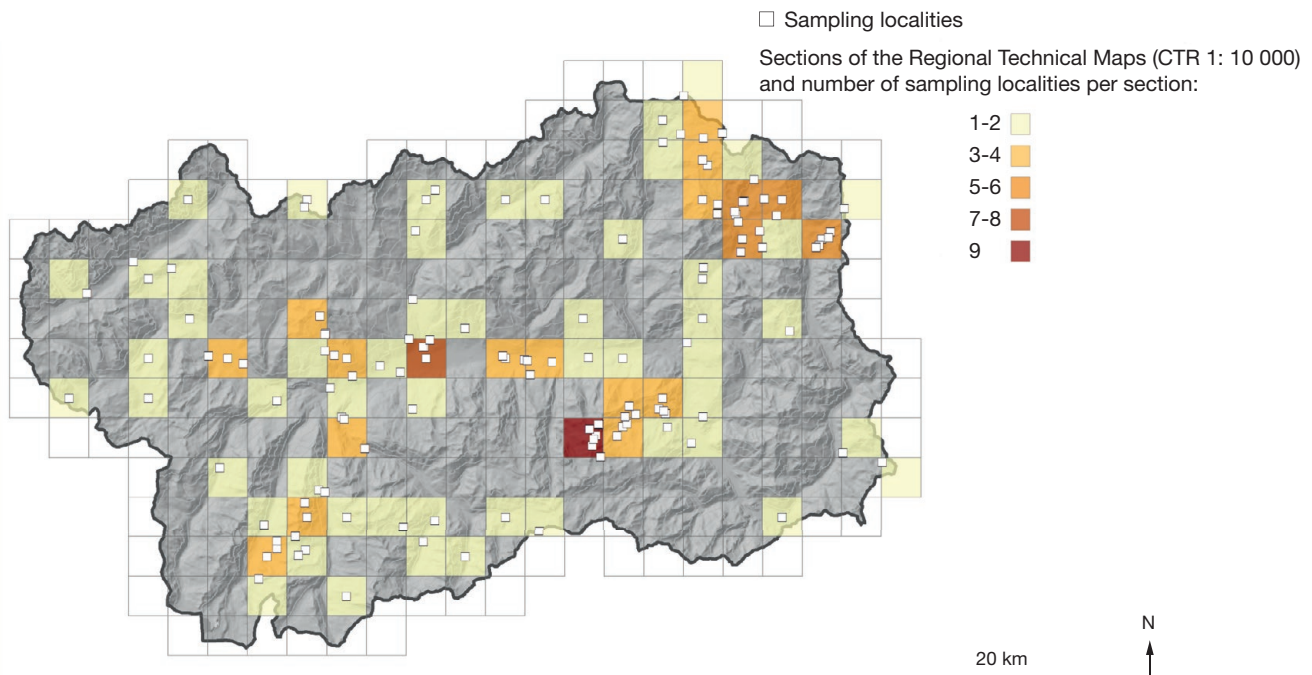 Sampling localities
Sections of the Regional Technical Maps (CTR 1: 10 000)
and number of sampling localities per section:
1-2
3-4
5-6
7-8
9
N
20 km